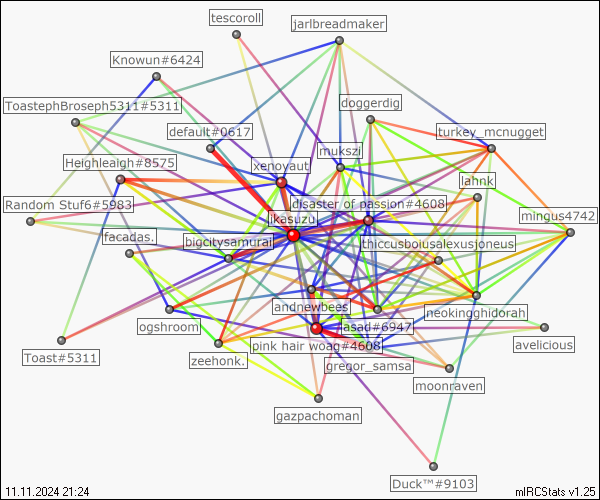 tescoroll
jarlbreadmaker
Knowun#6424
ToastephBroseph5311#5311
doggerdig
default#0617
turkey_mcnugget
mukszi
Heighleaigh#8575
xenoyaut
lahnk
Random Stuf6#5983
disaster of passion#4608
jkasuzu
mingus4742
facadas.
bigcitysamurai
thiccusboiusalexusjoneus
andnewbees
neokingghidorah
ogshroom
asad#6947
Toast#5311
zeehonk.
pink hair woag#4608
avelicious
gregor_samsa
moonraven
gazpachoman
Duck™#9103
11.11.2024 21:24
mIRCStats v1.25